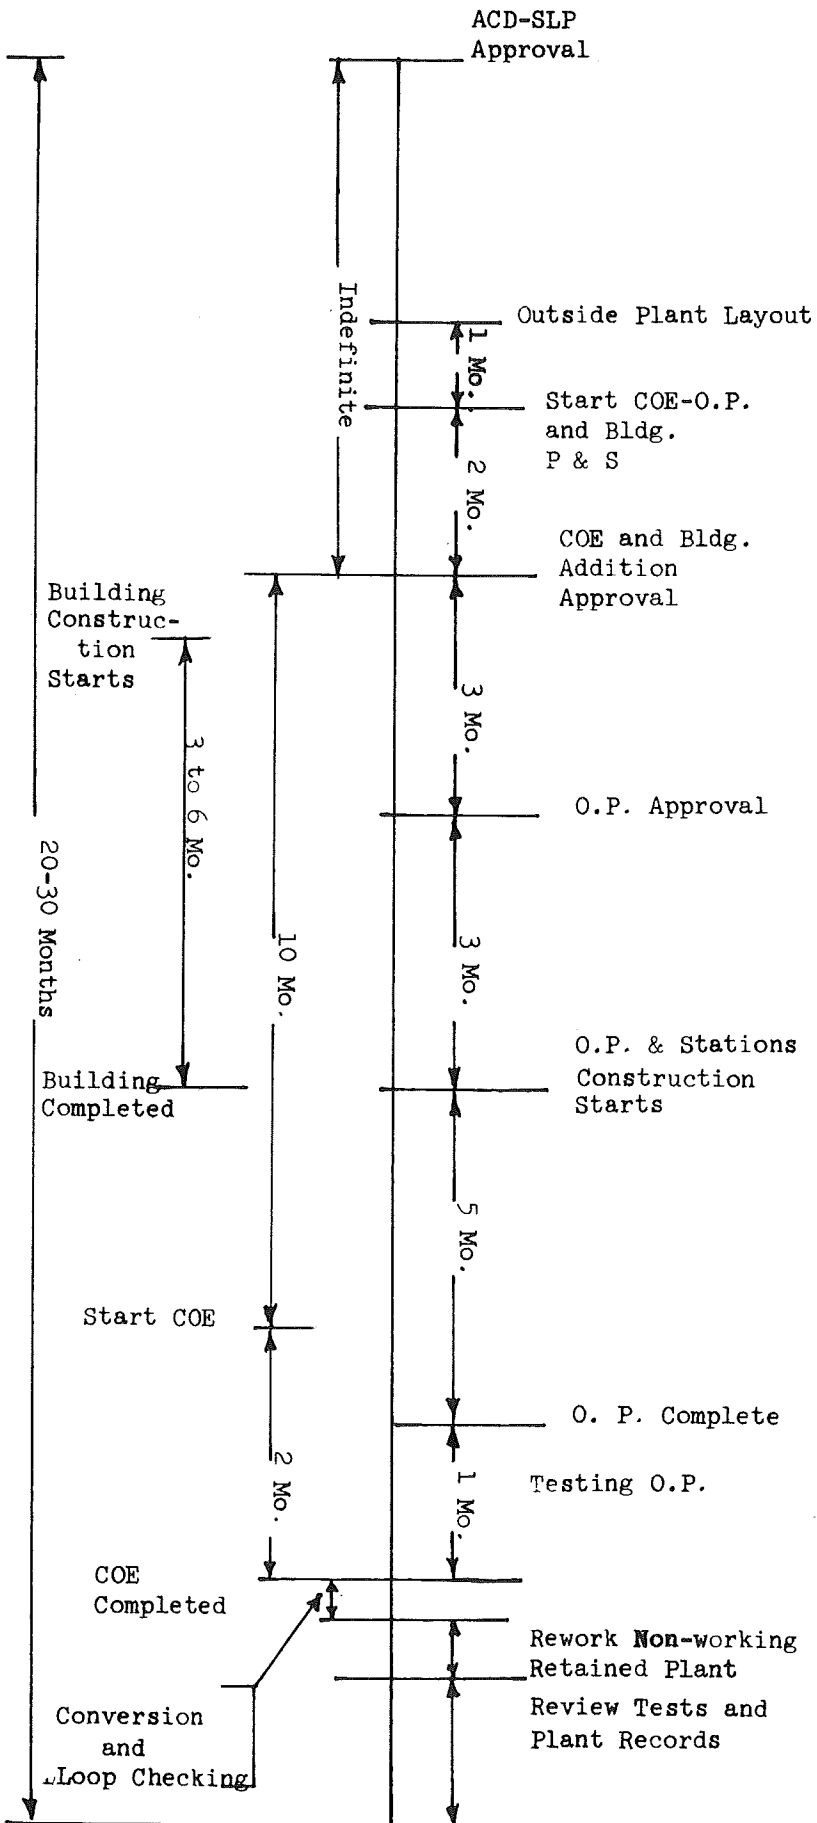 ACD-SLP
Approval
Indefinite
Outside Plant Layout
1 Mo.
Start COE-O.P.
and Bldg.
P & S
2 Mo.
COE and Bldg.
Addition
Approval
Building
Construc-
tion
Starts
3 Mo.
3 to 6 Mo.
O.P. Approval
20-30 Months
10 Mo.
3 Mo.
O.P. & Stations
Construction
Starts
Building
Completed
5 Mo.
Start COE
O. P. Complete
2 Mo.
1 Mo.
Testing O.P.
COE
Completed
Rework Non-working
Retained Plant
Review Tests and
Plant Records
Conversion
and
Loop Checking